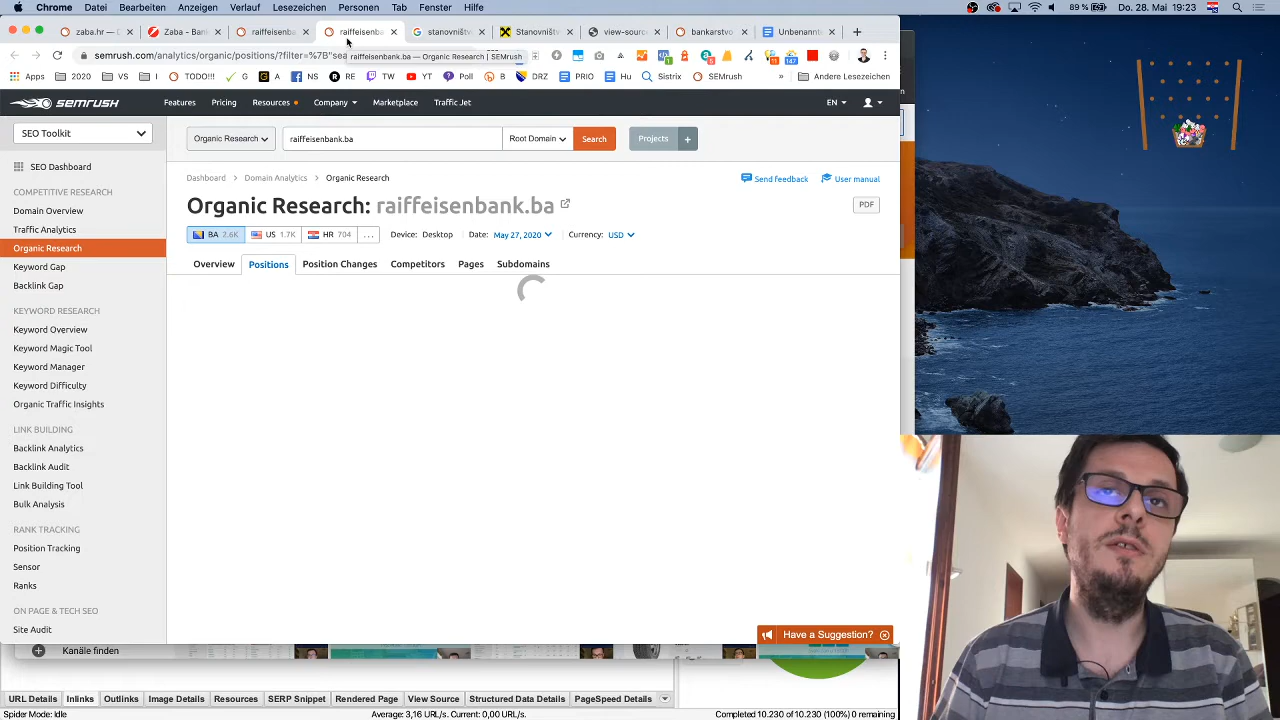 Chrome Datei Bearbeiten Anzeigen Verlauf Lesezeichen Personen Tab Fenster Hilfe 89 % Do. 28. Mai 19:23
zaba.hr — C Zaba - Bank raiffeisenb raiffeisenba stanovništv Stanovništv view-sourc bankarstvo Unbenannt
semrush.com/analytics/organic/positions/?filter=%7B"sea
raiffeisenbank.ba — Organic Research | SEMrush
Apps 2020 VS TODO!!! G A NS RE TW YT Poll B DRZ PRIO Hu Sistrix SEMrush » Andere Lesezeichen
SEMRUSH Features Pricing Resources Company Marketplace Traffic Jet EN
SEO Toolkit
Organic Research raiffeisenbank.ba Root Domain Search Projects +
SEO Dashboard
Dashboard > Domain Analytics > Organic Research
Send feedback User manual
COMPETITIVE RESEARCH
Domain Overview
Traffic Analytics
Organic Research
Keyword Gap
Backlink Gap
Organic Research: raiffeisenbank.ba
PDF
BA 2.6K US 1.7K HR 704 ... Device: Desktop Date: May 27, 2020 Currency: USD
Overview Positions Position Changes Competitors Pages Subdomains
KEYWORD RESEARCH
Keyword Overview
Keyword Magic Tool
Keyword Manager
Keyword Difficulty
Organic Traffic Insights
LINK BUILDING
Backlink Analytics
Backlink Audit
Link Building Tool
Bulk Analysis
RANK TRACKING
Position Tracking
Sensor
Ranks
ON PAGE & TECH SEO
Site Audit
Have a Suggestion?
Kanäle finden
URL Details Inlinks Outlinks Image Details Resources SERP Snippet Rendered Page View Source Structured Data Details PageSpeed Details
Spider Mode: Idle Average: 3,16 URL/s. Current: 0,00 URL/s. Completed 10.230 of 10.230 (100%) 0 remaining